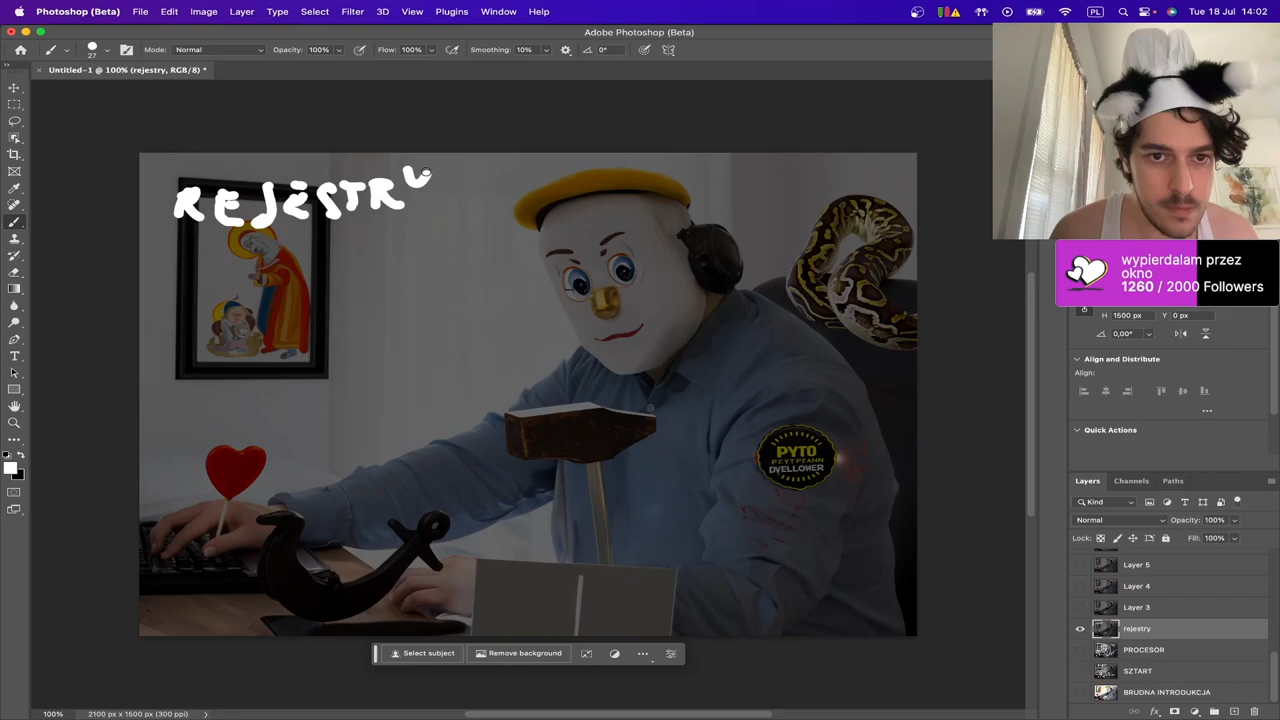 Photoshop (Beta) File Edit Image Layer Type Select Filter 3D View Plugins Window Help
PL Tue 18 Jul 14:02
Adobe Photoshop (Beta)
27 Mode: Normal Opacity: 100% Flow: 100% Smoothing: 10% 0°
× Untitled-1 @ 100% (rejestry, RGB/8) *
REJESTR
PYTO
wypierdalam przez
okno
1260 / 2000 Followers
H 1500 px Y 0 px
0,00°
Align and Distribute
Align:
Quick Actions
Layers Channels Paths
Kind
Normal Opacity: 100%
Lock: Fill: 100%
Layer 5
Layer 4
Layer 3
rejestry
PROCESOR
SZTART
BRUDNA INTRODUKCJA
Select subject Remove background
100% 2100 px x 1500 px (300 ppi)